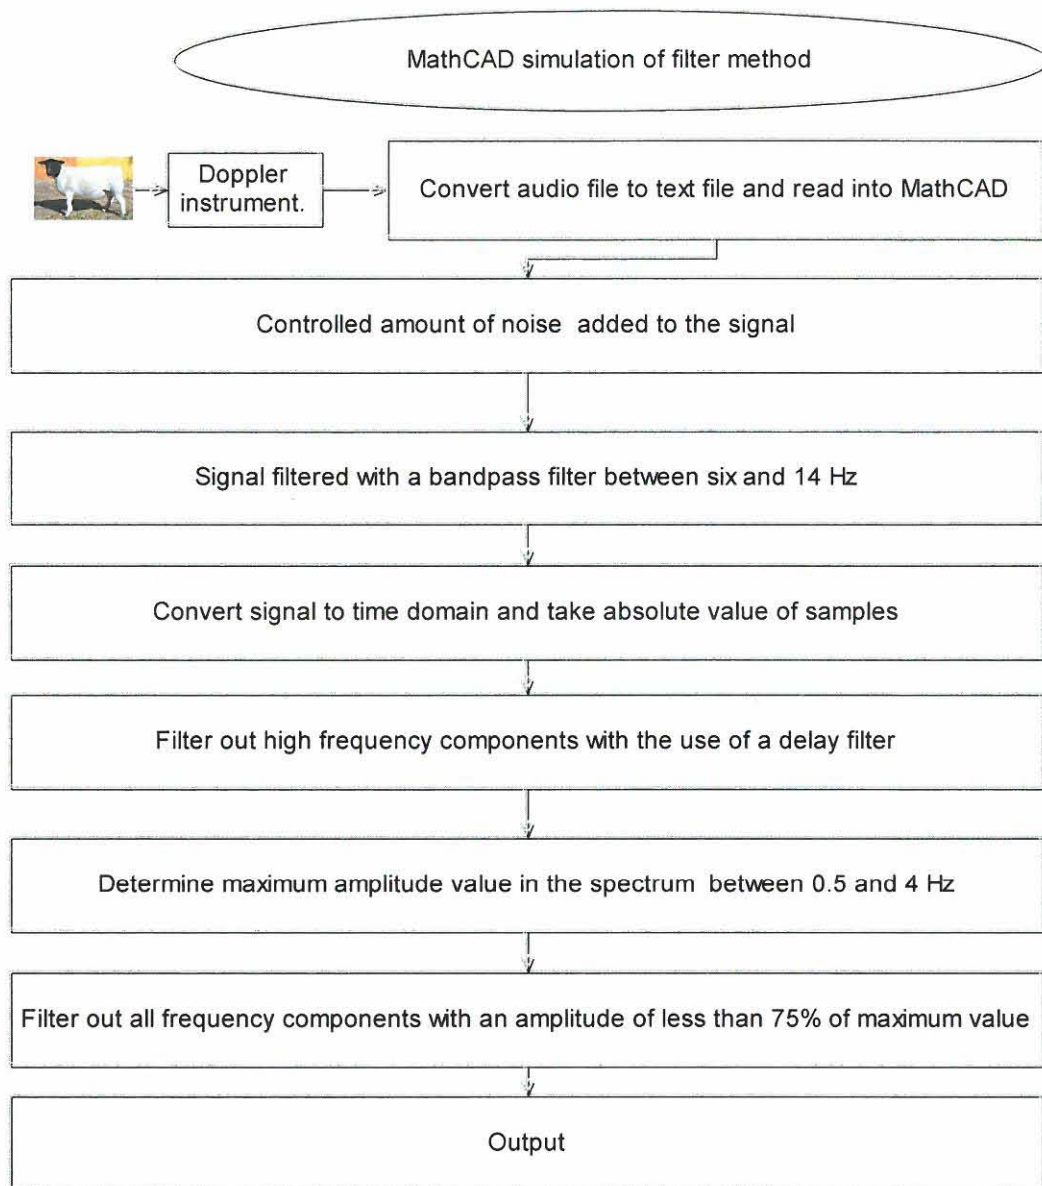 MathCAD simulation of filter method
Doppler
instrument.
Convert audio file to text file and read into MathCAD
Controlled amount of noise added to the signal
Signal filtered with a bandpass filter between six and 14 Hz
Convert signal to time domain and take absolute value of samples
Filter out high frequency components with the use of a delay filter
Determine maximum amplitude value in the spectrum between 0.5 and 4 Hz
Filter out all frequency components with an amplitude of less than 75% of maximum value
Output